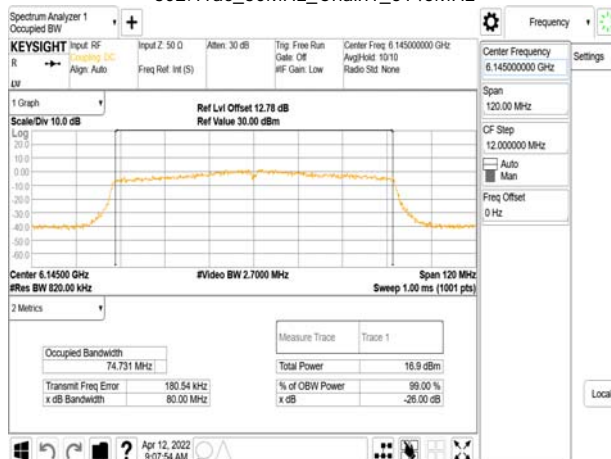 Spectrum Analyzer 1
Occupied BW
+
Frequency
KEYSIGHT
Input: RF
Coupling: DC
Align: Auto
Input Z: 50 Ω
Freq Ref: Int (S)
Atten: 30 dB
Trig: Free Run
Gate: Off
#IF Gain: Low
Center Freq: 6.145000000 GHz
Avg|Hold: 10/10
Radio Std: None
R
Center Frequency
6.145000000 GHz
Settings
Span
120.00 MHz
CF Step
12.000000 MHz
Auto
Man
Freq Offset
0 Hz
Local
1 Graph
Scale/Div 10.0 dB
Ref Lvl Offset 12.78 dB
Ref Value 30.00 dBm
Log
20.0
10.0
0.00
-10.0
-20.0
-30.0
-40.0
-50.0
-60.0
Center 6.14500 GHz
#Res BW 820.00 kHz
#Video BW 2.7000 MHz
Span 120 MHz
Sweep 1.00 ms (1001 pts)
2 Metrics
Measure Trace
Trace 1
Occupied Bandwidth
74.731 MHz
Total Power
16.9 dBm
Transmit Freq Error
180.54 kHz
% of OBW Power
99.00 %
x dB Bandwidth
80.00 MHz
x dB
-26.00 dB
?
Apr 12, 2022
9:07:54 AM